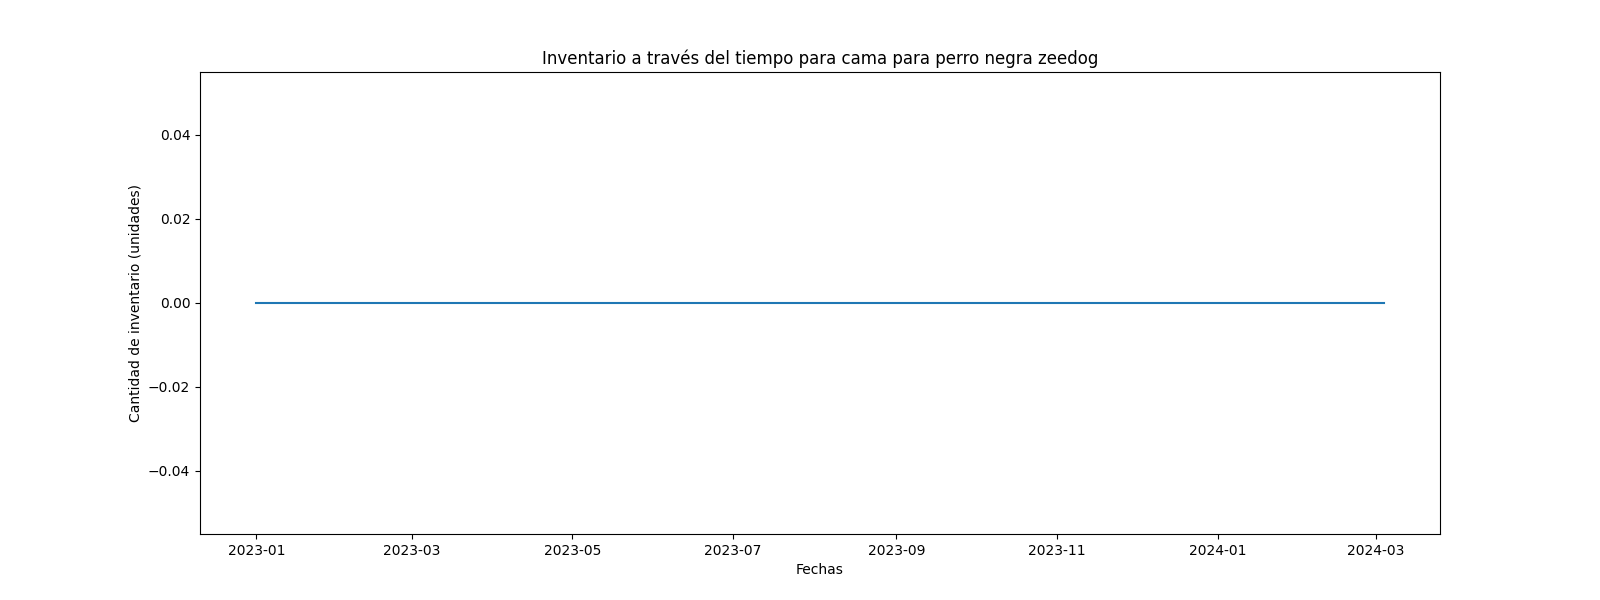 Inventario a través del tiempo para cama para perro negra zeedog
Cantidad de inventario (unidades)
0.04
0.02
0.00
−0.02
−0.04
2023-01 2023-03 2023-05 2023-07 2023-09 2023-11 2024-01 2024-03
Fechas